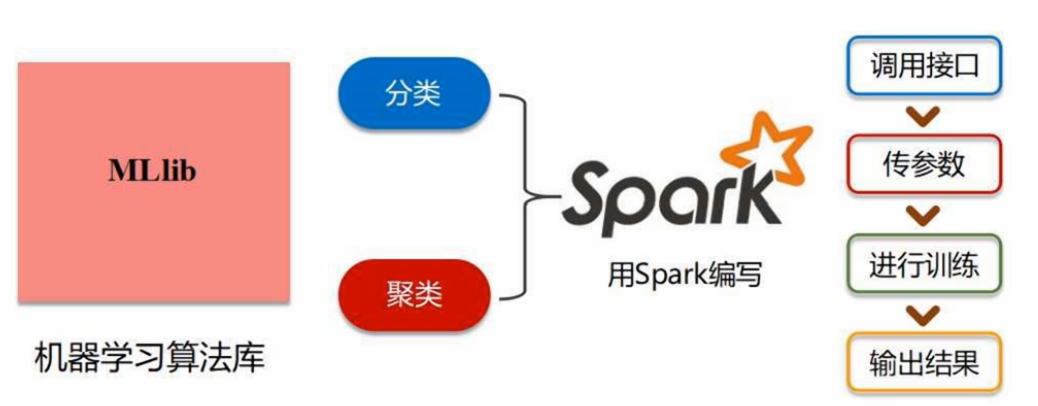 MLlib
机器学习算法库
分类
聚类
Spark
用Spark编写
调用接口
传参数
进行训练
输出结果